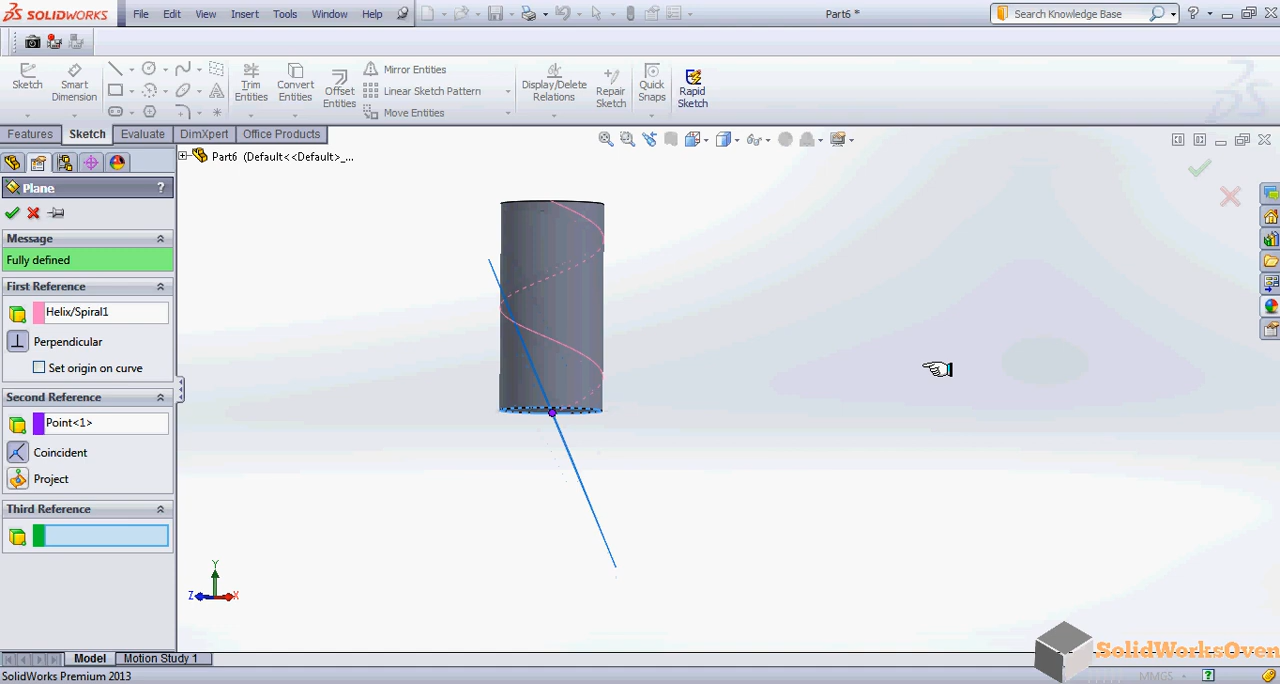 SOLIDWORKS File Edit View Insert Tools Window Help Part6 * Search Knowledge Base ?
Sketch Smart Dimension Trim Entities Convert Entities Offset Entities Mirror Entities Linear Sketch Pattern Move Entities Display/Delete Relations Repair Sketch Quick Snaps Rapid Sketch
Features Sketch Evaluate DimXpert Office Products
Part6 (Default<<Default>_...
Plane ?
Message
Fully defined
First Reference
Helix/Spiral1
Perpendicular
Set origin on curve
Second Reference
Point<1>
Coincident
Project
Third Reference
Y
Z X
SolidWorksOven
Model Motion Study 1
SolidWorks Premium 2013 MMGS ?